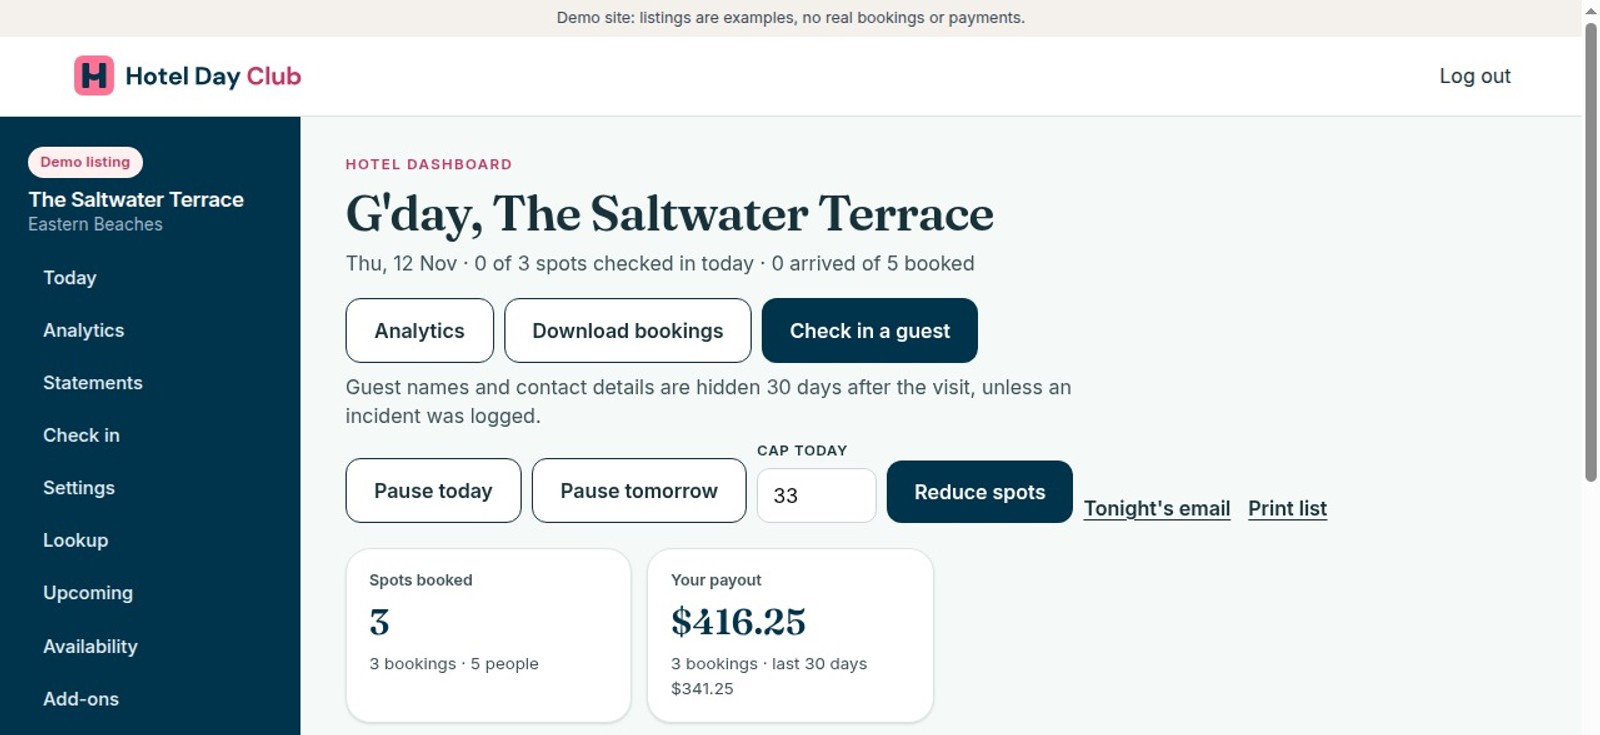 Demo site: listings are examples, no real bookings or payments.
H Hotel Day Club
Log out
Demo listing
The Saltwater Terrace
Eastern Beaches
Today
Analytics
Statements
Check in
Settings
Lookup
Upcoming
Availability
Add-ons
HOTEL DASHBOARD
G'day, The Saltwater Terrace
Thu, 12 Nov · 0 of 3 spots checked in today · 0 arrived of 5 booked
Analytics
Download bookings
Check in a guest
Guest names and contact details are hidden 30 days after the visit, unless an
incident was logged.
Pause today
Pause tomorrow
CAP TODAY
33
Reduce spots
Tonight's email
Print list
Spots booked
3
3 bookings · 5 people
Your payout
$416.25
3 bookings · last 30 days
$341.25